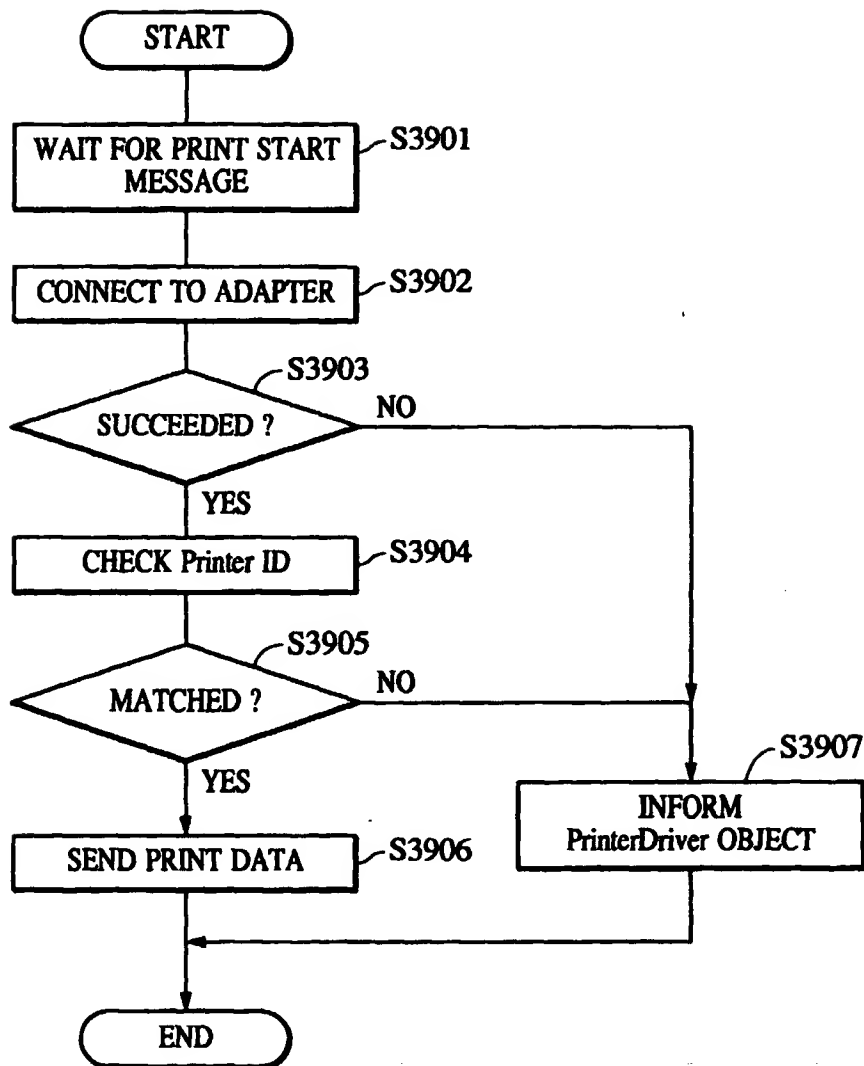 START
WAIT FOR PRINT START
MESSAGE
S3901
CONNECT TO ADAPTER
S3902
S3903
SUCCEEDED ?
NO
YES
CHECK Printer ID
S3904
S3905
MATCHED ?
NO
YES
S3907
INFORM
PrinterDriver OBJECT
SEND PRINT DATA
S3906
END